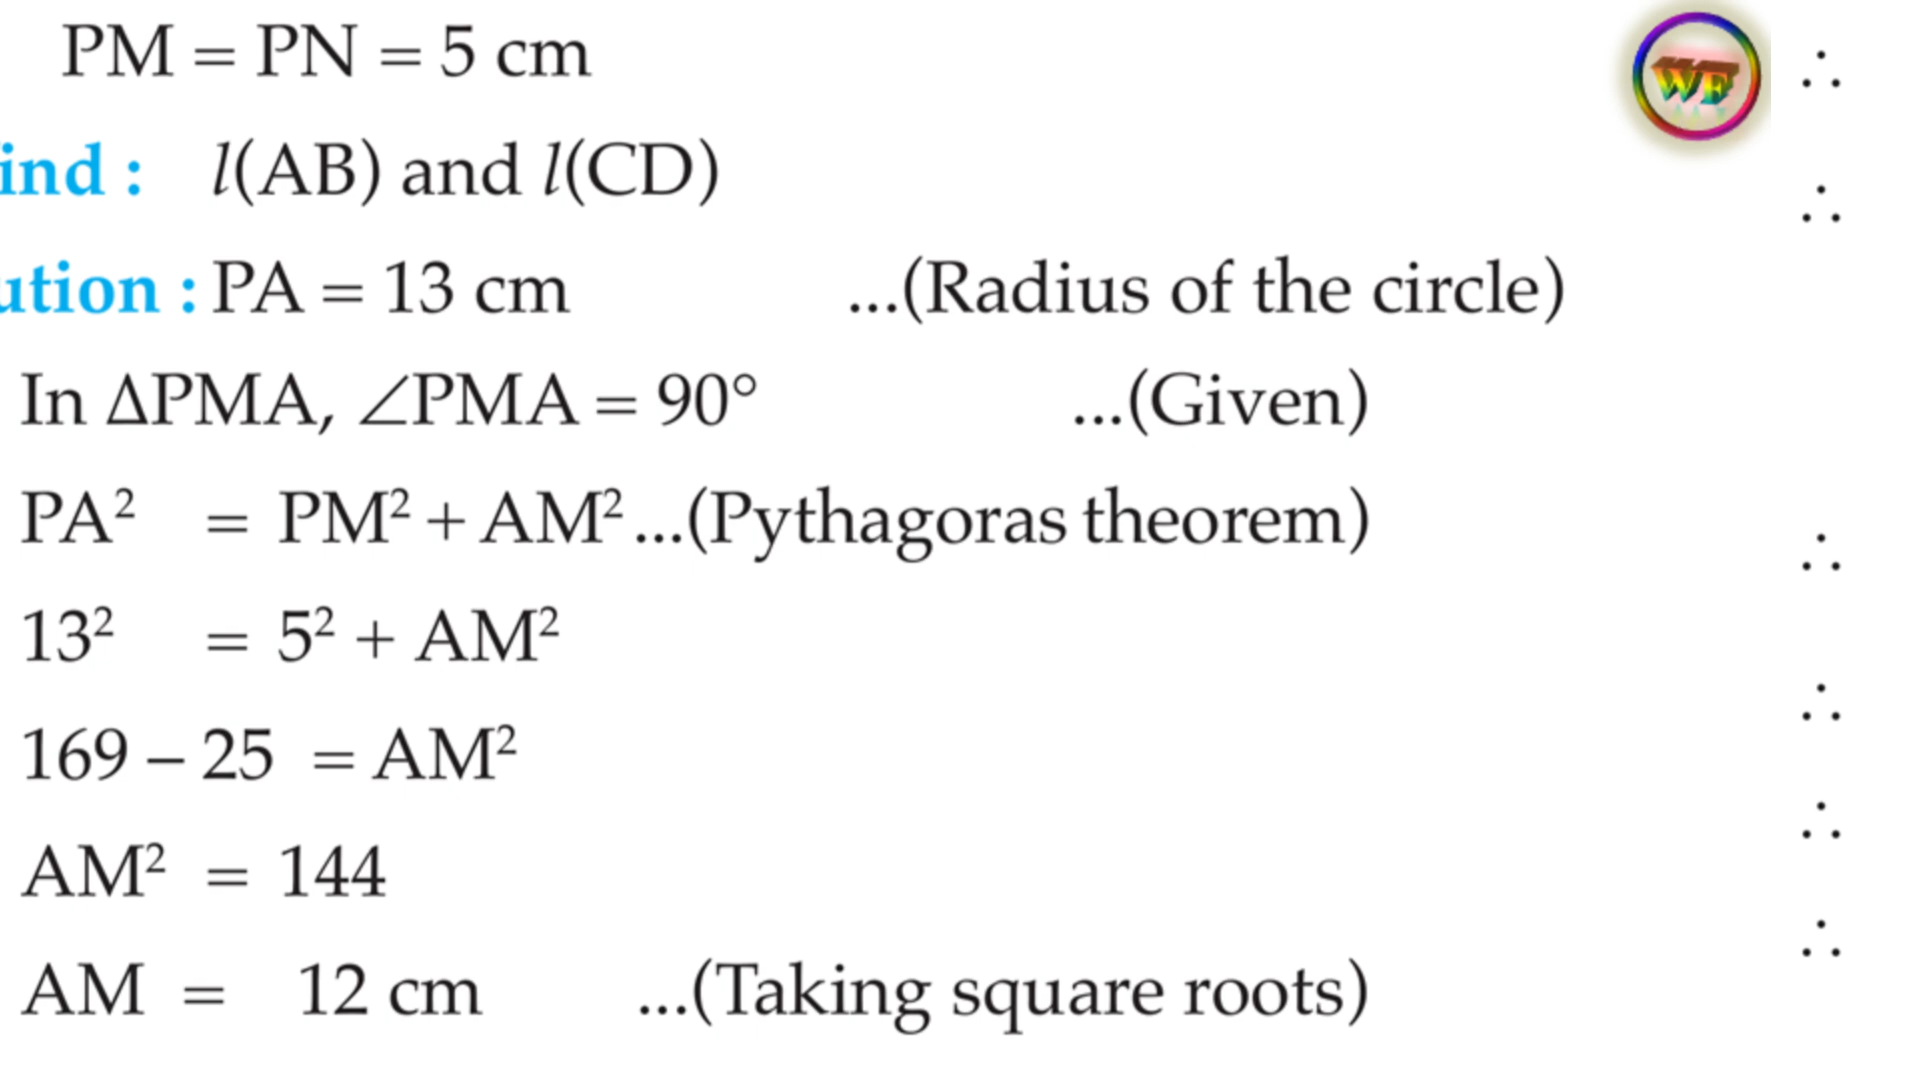 PM = PN = 5 cm
WF ∴
ind : l(AB) and l(CD) ∴
ution : PA = 13 cm ...(Radius of the circle)
In ΔPMA, ∠PMA = 90° ...(Given)
PA² = PM² + AM² ...(Pythagoras theorem) ∴
13² = 5² + AM² ∴
169 – 25 = AM² ∴
AM² = 144 ∴
AM = 12 cm ...(Taking square roots)